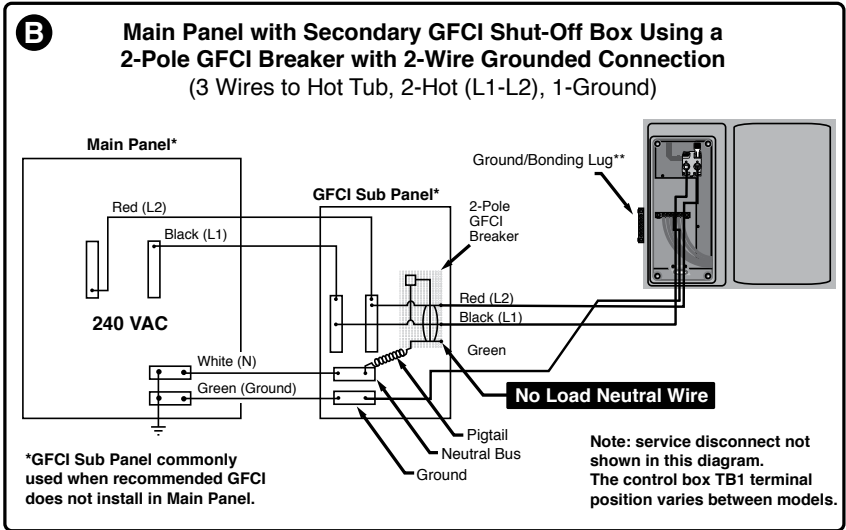 B
Main Panel with Secondary GFCI Shut-Off Box Using a
2-Pole GFCI Breaker with 2-Wire Grounded Connection
(3 Wires to Hot Tub, 2-Hot (L1-L2), 1-Ground)
Main Panel*
Ground/Bonding Lug**
GFCI Sub Panel*
2-Pole
GFCI
Breaker
Red (L2)
Black (L1)
240 VAC
Red (L2)
Black (L1)
Green
White (N)
Green (Ground)
No Load Neutral Wire
Pigtail
Neutral Bus
Ground
*GFCI Sub Panel commonly
used when recommended GFCI
does not install in Main Panel.
Note: service disconnect not
shown in this diagram.
The control box TB1 terminal
position varies between models.